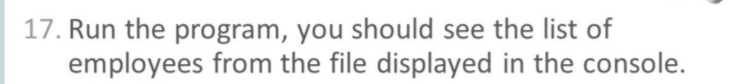 17. Run the program, you should see the list of
employees from the file displayed in the console.